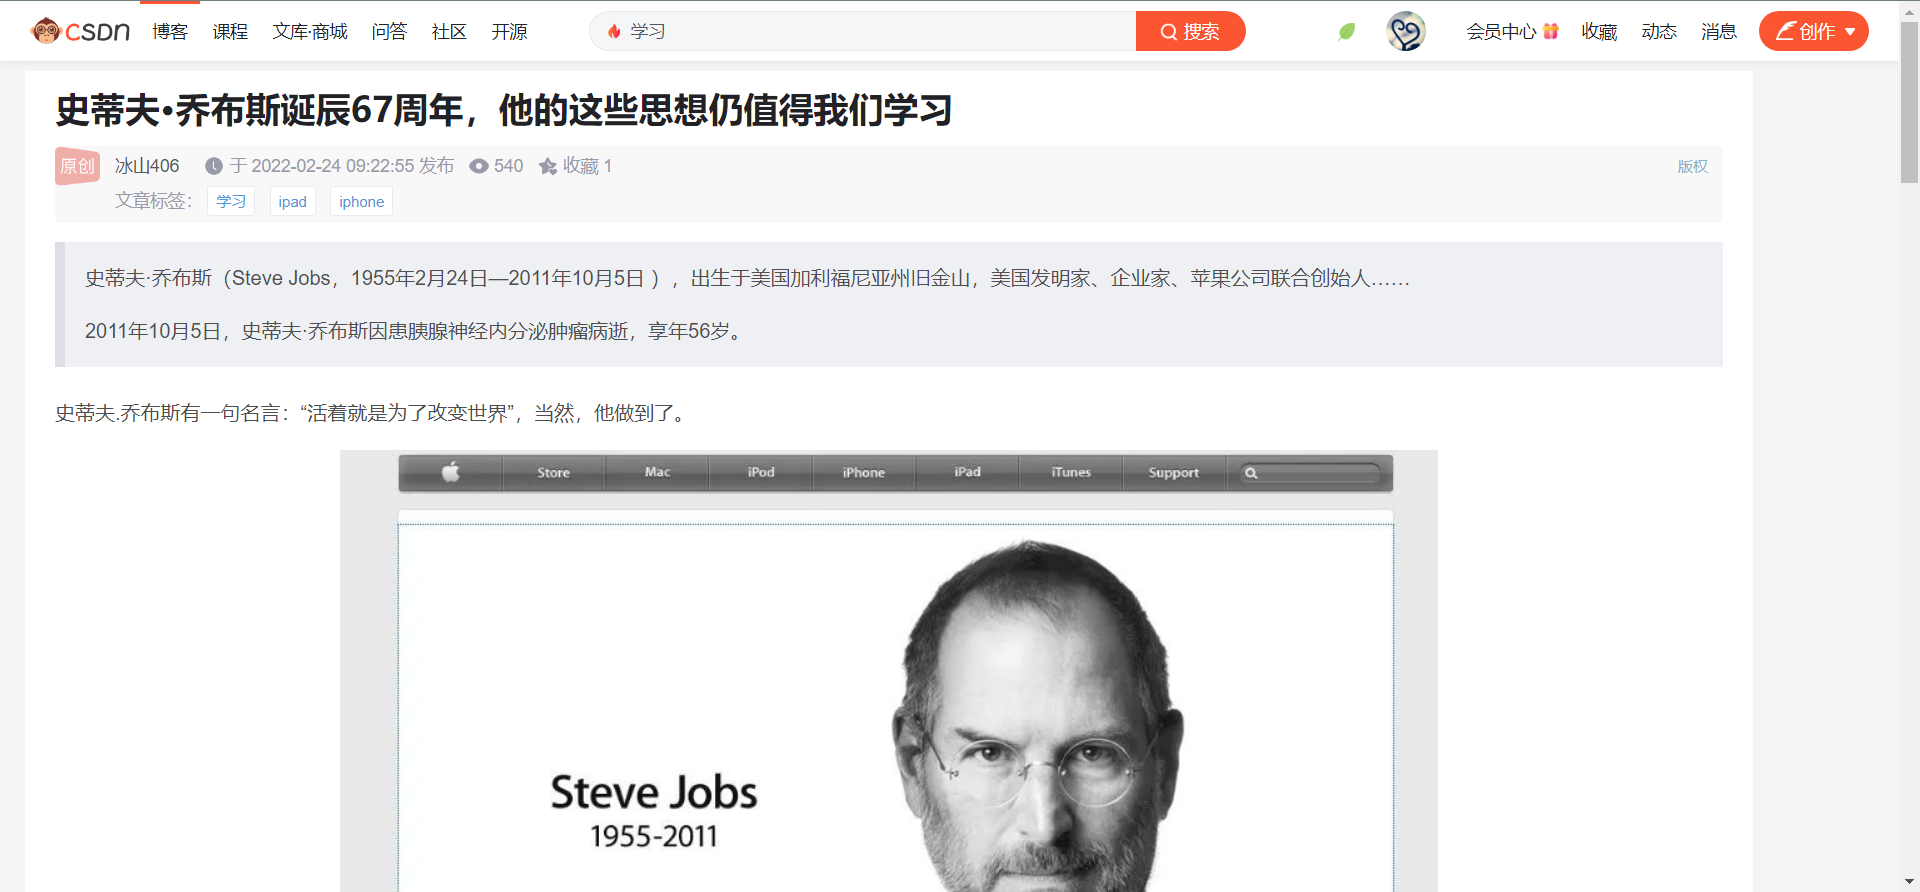 CSDN 博客 课程 文库·商城 问答 社区 开源 学习 搜索 会员中心 收藏 动态 消息 创作
史蒂夫•乔布斯诞辰67周年，他的这些思想仍值得我们学习
原创 冰山406 于 2022-02-24 09:22:55 发布 540 收藏 1 版权
文章标签： 学习 ipad iphone
史蒂夫·乔布斯（Steve Jobs，1955年2月24日—2011年10月5日 ），出生于美国加利福尼亚州旧金山，美国发明家、企业家、苹果公司联合创始人……
2011年10月5日，史蒂夫·乔布斯因患胰腺神经内分泌肿瘤病逝，享年56岁。
史蒂夫.乔布斯有一句名言：“活着就是为了改变世界”，当然，他做到了。
Store Mac iPod iPhone iPad iTunes Support
Steve Jobs
1955-2011